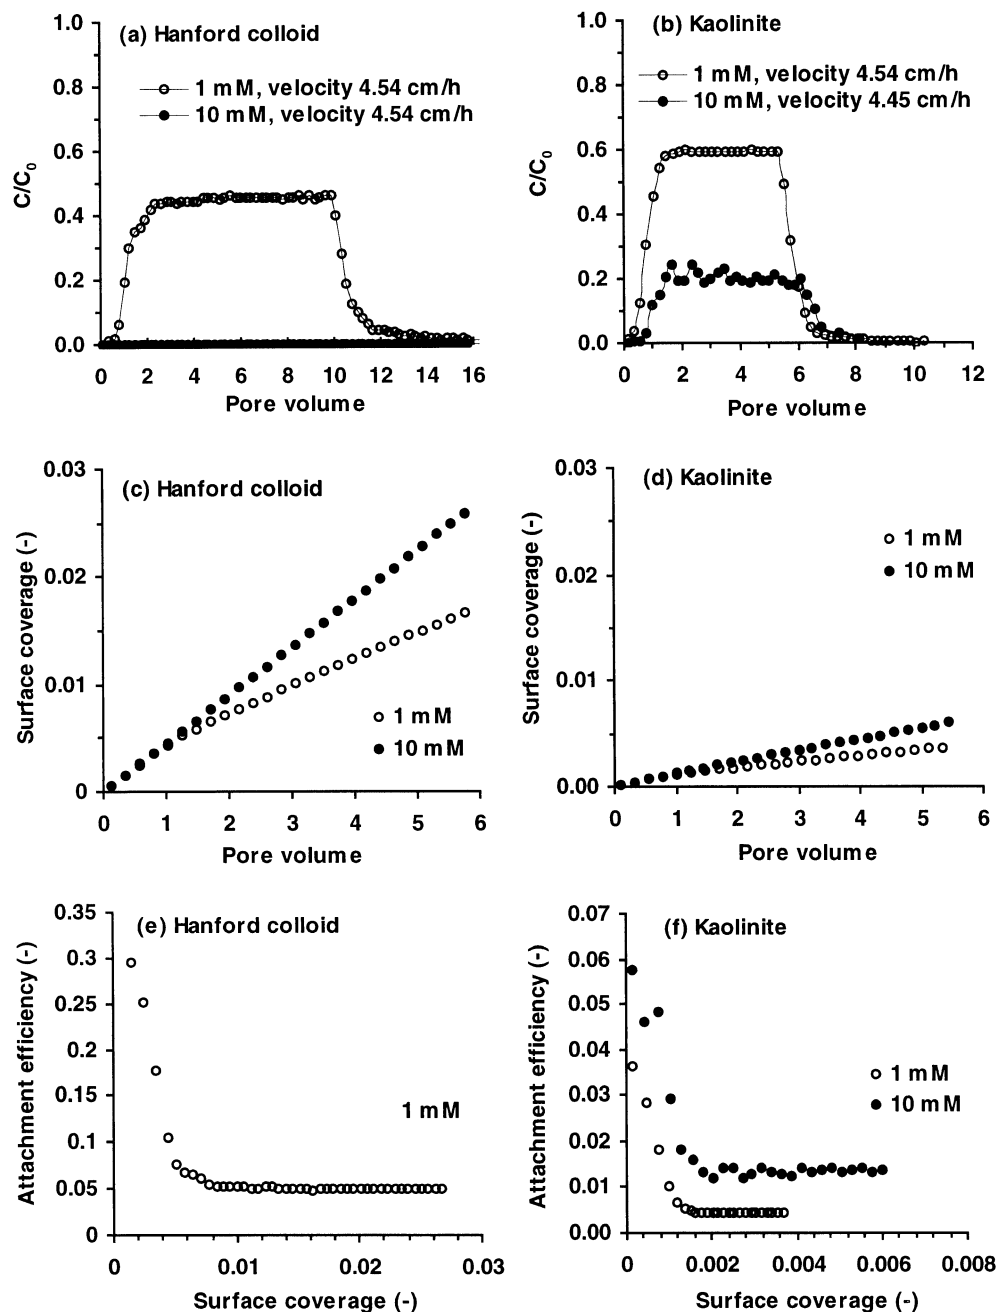 (a) Hanford colloid
1 mM, velocity 4.54 cm/h
10 mM, velocity 4.54 cm/h
C/C0
1.0
0.8
0.6
0.4
0.2
0.0
0 2 4 6 8 10 12 14 16
Pore volume
(b) Kaolinite
1 mM, velocity 4.54 cm/h
10 mM, velocity 4.45 cm/h
C/C0
1.0
0.8
0.6
0.4
0.2
0.0
0 2 4 6 8 10 12
Pore volume
(c) Hanford colloid
Surface coverage (-)
0.03
0.02
0.01
0
1 mM
10 mM
0 1 2 3 4 5 6
Pore volume
(d) Kaolinite
Surface coverage (-)
0.03
0.02
0.01
0.00
1 mM
10 mM
0 1 2 3 4 5 6
Pore volume
(e) Hanford colloid
Attachment efficiency (-)
0.35
0.3
0.25
0.2
0.15
0.1
0.05
0
1 mM
0 0.01 0.02 0.03
Surface coverage (-)
(f) Kaolinite
Attachment efficiency (-)
0.07
0.06
0.05
0.04
0.03
0.02
0.01
0.00
1 mM
10 mM
0 0.002 0.004 0.006 0.008
Surface coverage (-)